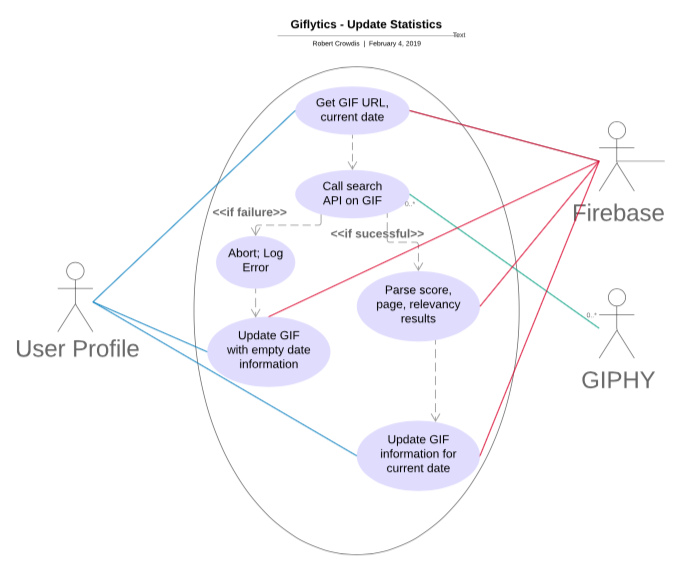 Giflytics - Update Statistics
Text
Robert Crowdis | February 4, 2019
Get GIF URL,
current date
Call search
API on GIF
0..*
<<if failure>>
<<if sucessful>>
Firebase
Abort; Log
Error
Parse score,
page, relevancy
results
0..*
User Profile
Update GIF
with empty date
information
GIPHY
Update GIF
information for
current date